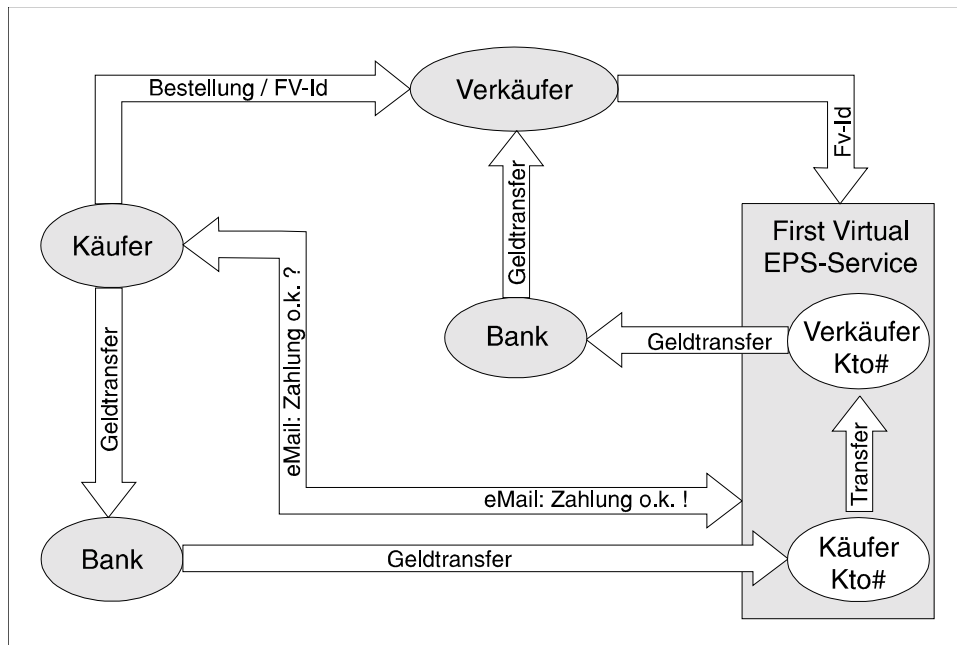 Bestellung / FV-Id
Verkäufer
Fv-Id
Käufer
First Virtual
EPS-Service
Geldtransfer
eMail: Zahlung o.k. ?
Geldtransfer
Bank
Geldtransfer
Verkäufer
Kto#
Transfer
eMail: Zahlung o.k. !
Bank
Geldtransfer
Käufer
Kto#